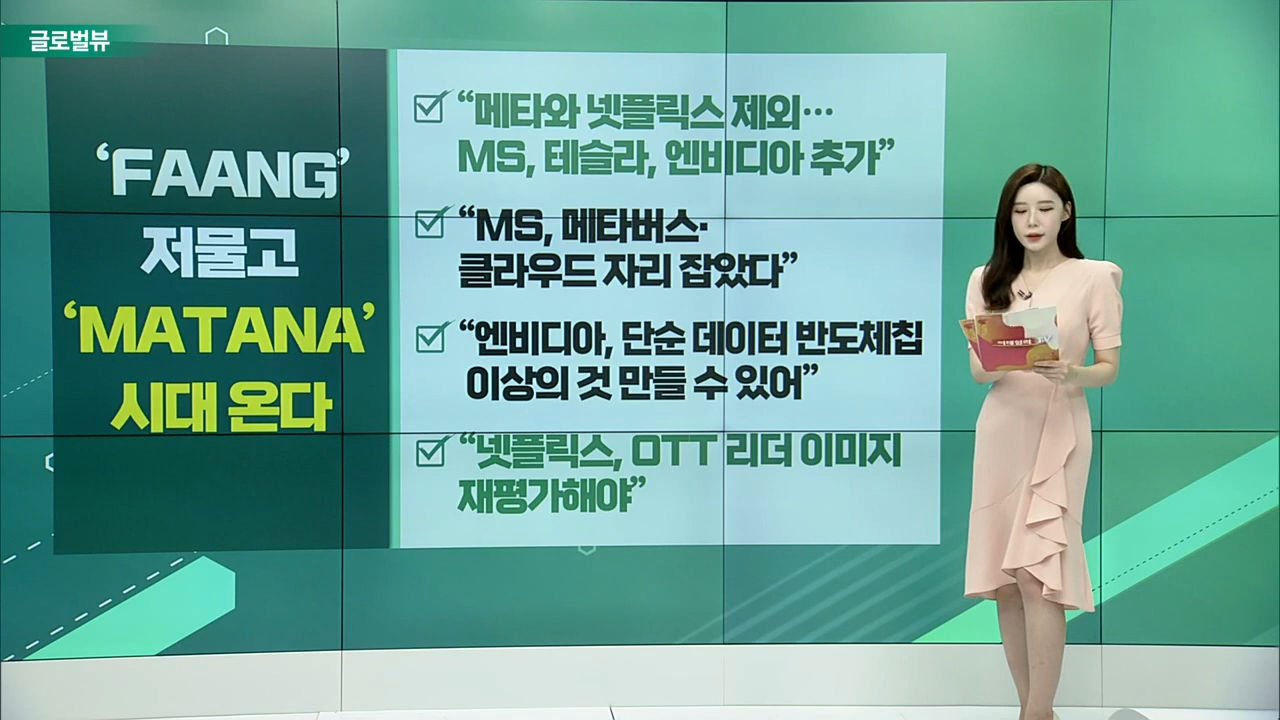 글로벌뷰
‘FAANG’
저물고
‘MATANA’
시대 온다
“메타와 넷플릭스 제외…
MS, 테슬라, 엔비디아 추가”
“MS, 메타버스·
클라우드 자리 잡았다”
“엔비디아, 단순 데이터 반도체칩
이상의 것 만들 수 있어”
“넷플릭스, OTT 리더 이미지
재평가해야”